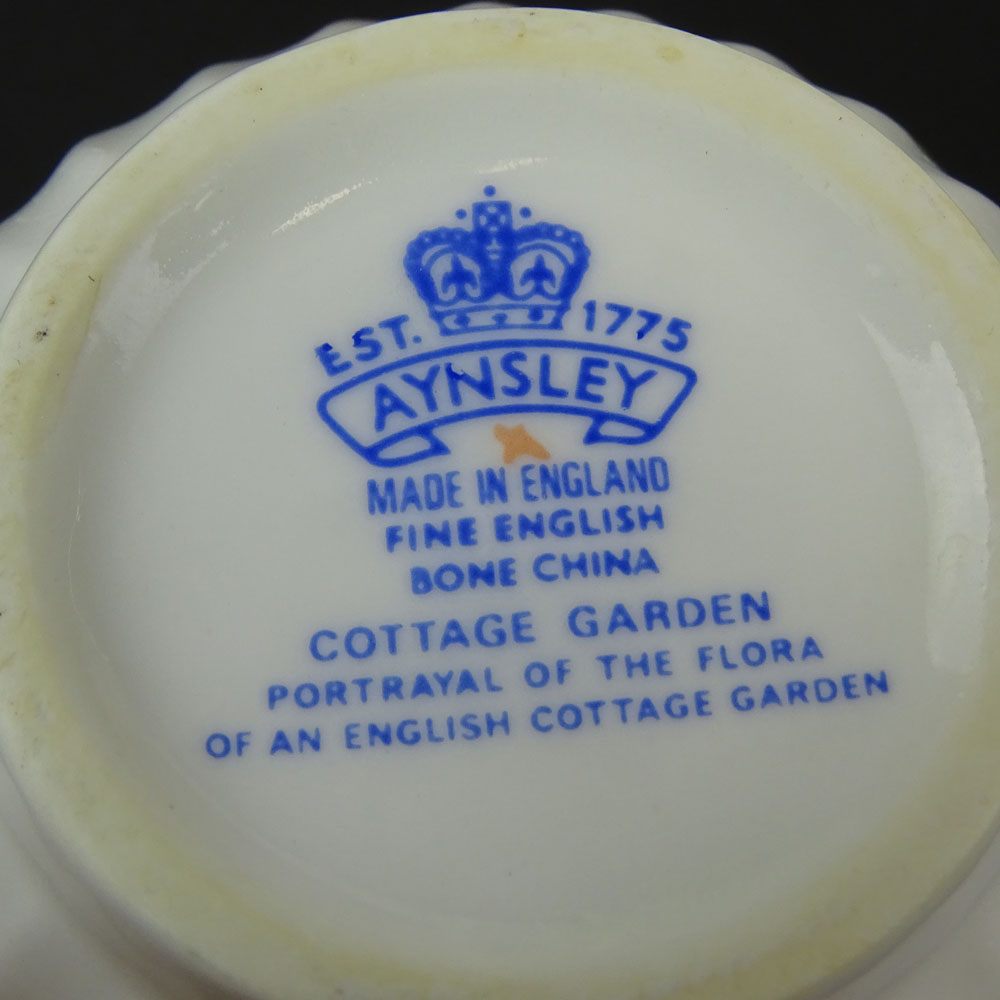 EST. 1775
AYNSLEY
MADE IN ENGLAND
FINE ENGLISH
BONE CHINA
COTTAGE GARDEN
PORTRAYAL OF THE FLORA
OF AN ENGLISH COTTAGE GARDEN